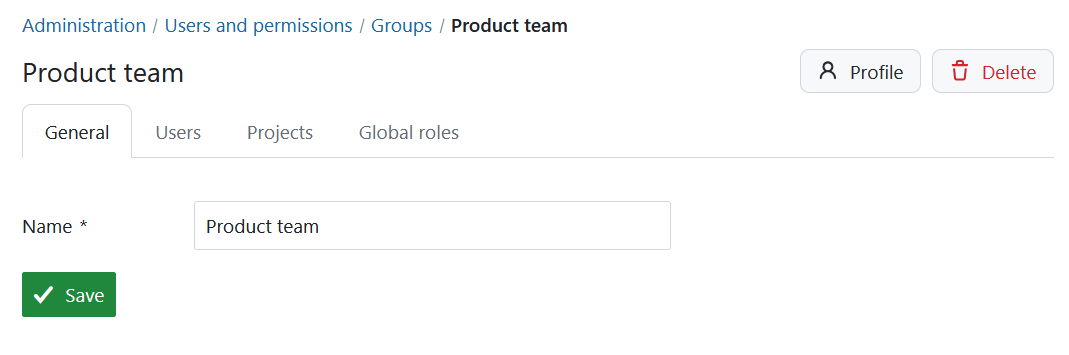 Administration / Users and permissions / Groups / Product team
Product team
Profile
Delete
General
Users
Projects
Global roles
Name *
Product team
Save